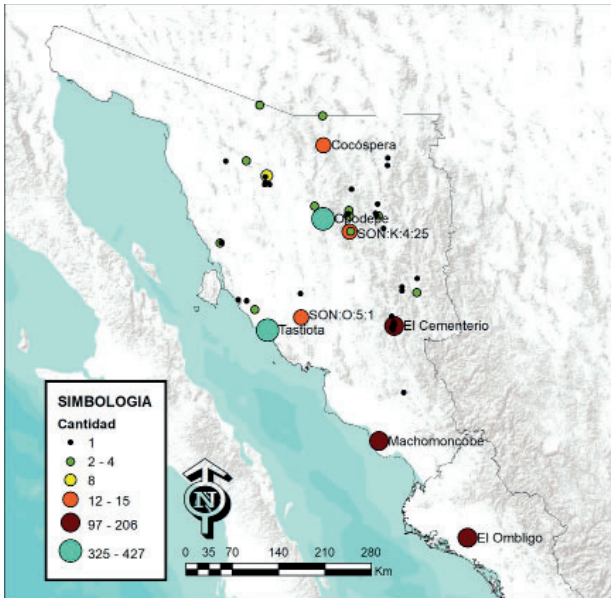 Cocóspera
Opodepe
SON:K:4:25
SON:O:5:1
El Cementerio
Tastiota
Machomoncobe
El Ombligo
SIMBOLOGIA
Cantidad
1
2 - 4
8
12 - 15
97 - 206
325 - 427
N
0 35 70 140 210 280
Km